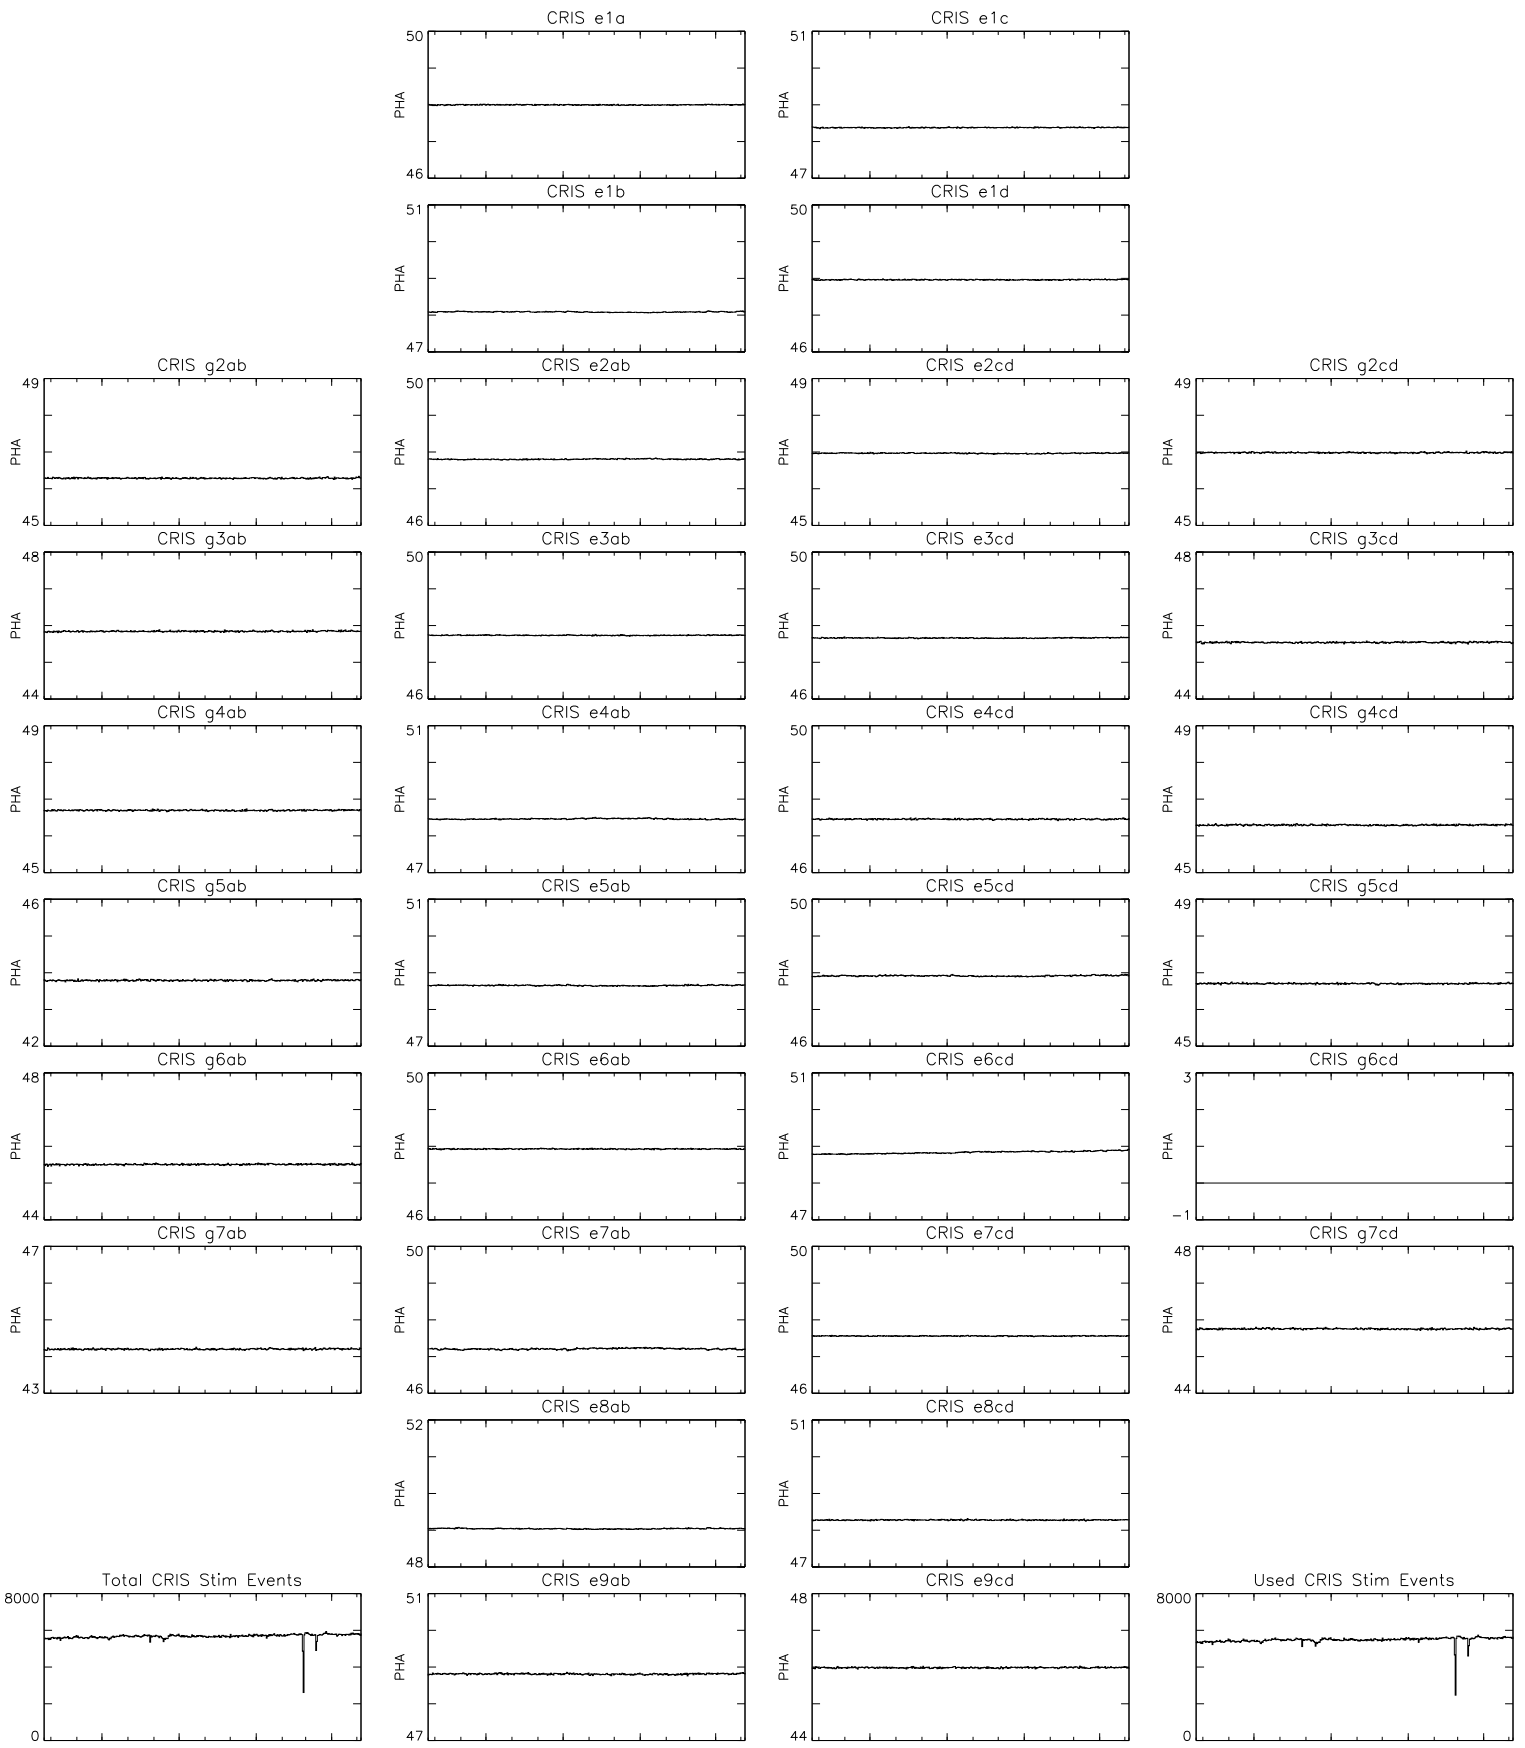 CRIS e1a
50
PHA
46
CRIS e1c
51
PHA
47
CRIS e1b
51
PHA
47
CRIS e1d
50
PHA
46
CRIS g2ab
49
PHA
45
CRIS e2ab
50
PHA
46
CRIS e2cd
49
PHA
45
CRIS g2cd
49
PHA
45
CRIS g3ab
48
PHA
44
CRIS e3ab
50
PHA
46
CRIS e3cd
50
PHA
46
CRIS g3cd
48
PHA
44
CRIS g4ab
49
PHA
45
CRIS e4ab
51
PHA
47
CRIS e4cd
50
PHA
46
CRIS g4cd
49
PHA
45
CRIS g5ab
46
PHA
42
CRIS e5ab
51
PHA
47
CRIS e5cd
50
PHA
46
CRIS g5cd
49
PHA
45
CRIS g6ab
48
PHA
44
CRIS e6ab
50
PHA
46
CRIS e6cd
51
PHA
47
CRIS g6cd
3
PHA
-1
CRIS g7ab
47
PHA
43
CRIS e7ab
50
PHA
46
CRIS e7cd
50
PHA
46
CRIS g7cd
48
PHA
44
CRIS e8ab
52
PHA
48
CRIS e8cd
51
PHA
47
Total CRIS Stim Events
8000
0
CRIS e9ab
51
PHA
47
CRIS e9cd
48
PHA
44
Used CRIS Stim Events
8000
0